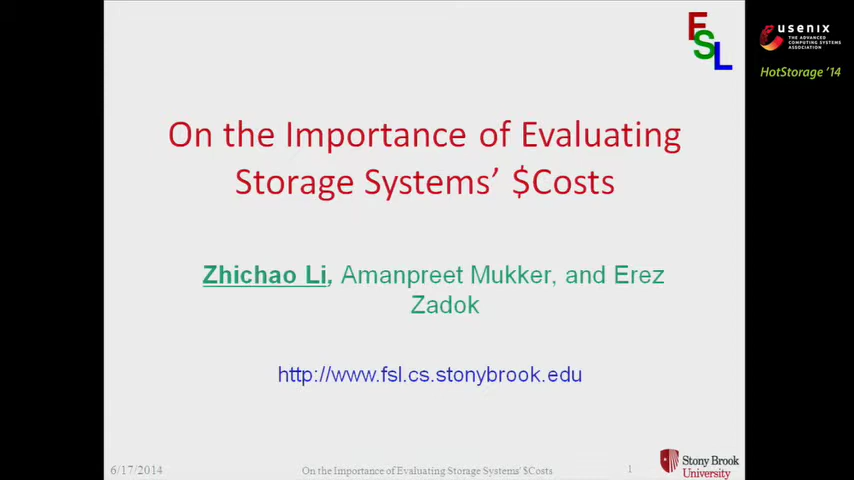 FSL
usenix
THE ADVANCED
COMPUTING SYSTEMS
ASSOCIATION
HotStorage '14
On the Importance of Evaluating
Storage Systems' $Costs
Zhichao Li, Amanpreet Mukker, and Erez
Zadok
http://www.fsl.cs.stonybrook.edu
6/17/2014
On the Importance of Evaluating Storage Systems' $Costs
1
Stony Brook
University